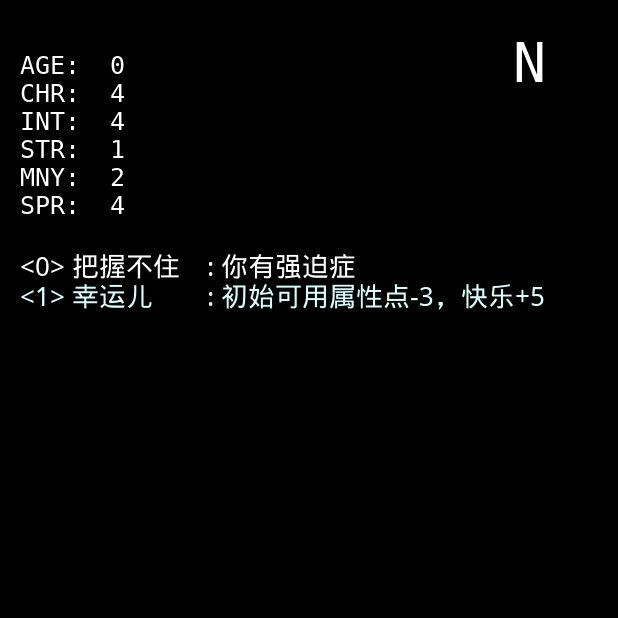 N
AGE: 0
CHR: 4
INT: 4
STR: 1
MNY: 2
SPR: 4
<0> 把握不住 : 你有强迫症
<1> 幸运儿 : 初始可用属性点-3，快乐+5